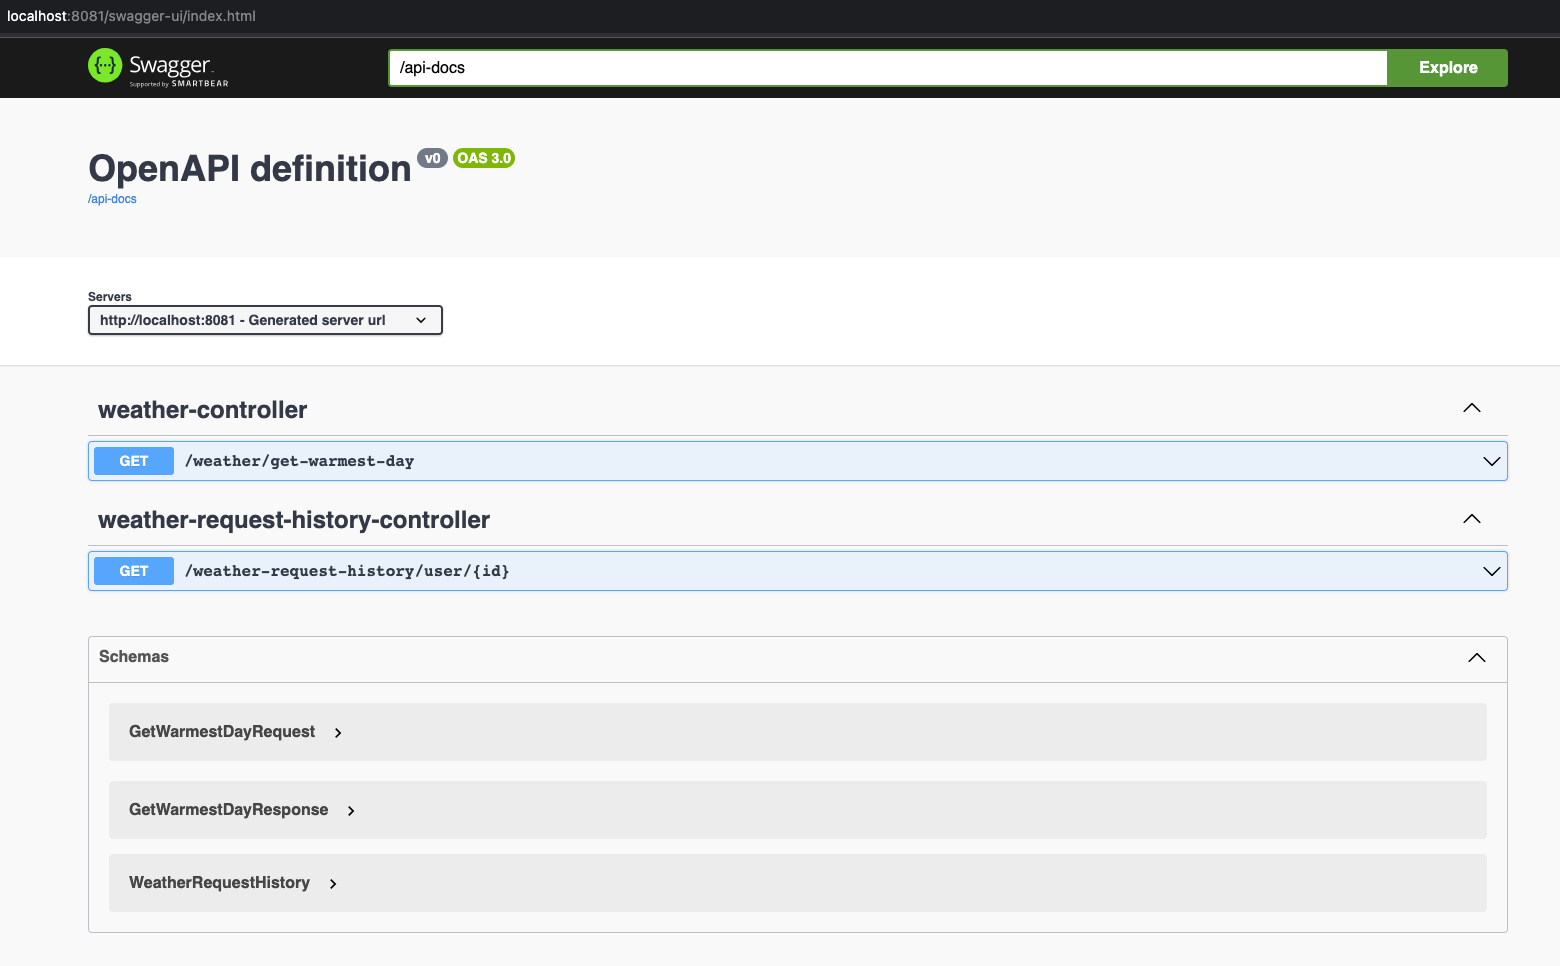 localhost:8081/swagger-ui/index.html
Swagger
Supported by SMARTBEAR
/api-docs
Explore
OpenAPI definition v0 OAS 3.0
/api-docs
Servers
http://localhost:8081 - Generated server url
weather-controller
GET /weather/get-warmest-day
weather-request-history-controller
GET /weather-request-history/user/{id}
Schemas
GetWarmestDayRequest
GetWarmestDayResponse
WeatherRequestHistory